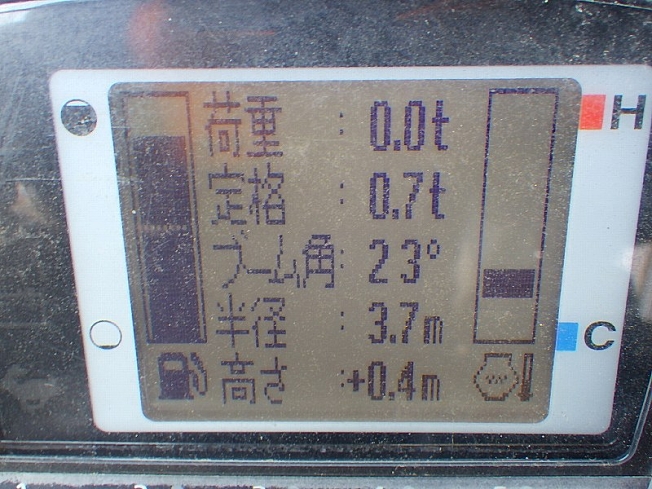 荷重 : 0.0t
定格 : 0.7t
ブーム角 : 23°
半径 : 3.7m
高さ : +0.4m
H
C